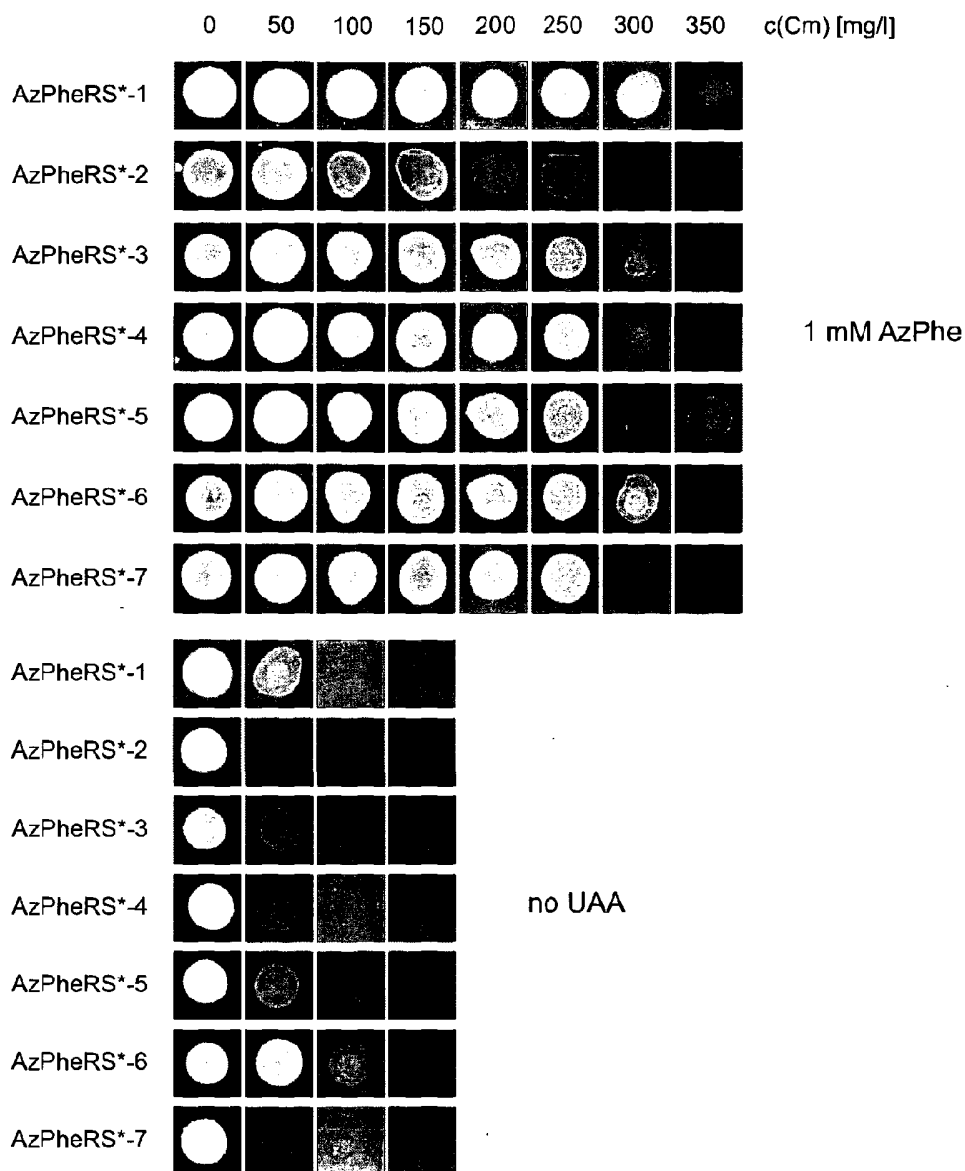 0 50 100 150 200 250 300 350 c(Cm) [mg/l]
AzPheRS*-1
AzPheRS*-2
AzPheRS*-3
AzPheRS*-4
1 mM AzPhe
AzPheRS*-5
AzPheRS*-6
AzPheRS*-7
AzPheRS*-1
AzPheRS*-2
AzPheRS*-3
AzPheRS*-4
no UAA
AzPheRS*-5
AzPheRS*-6
AzPheRS*-7